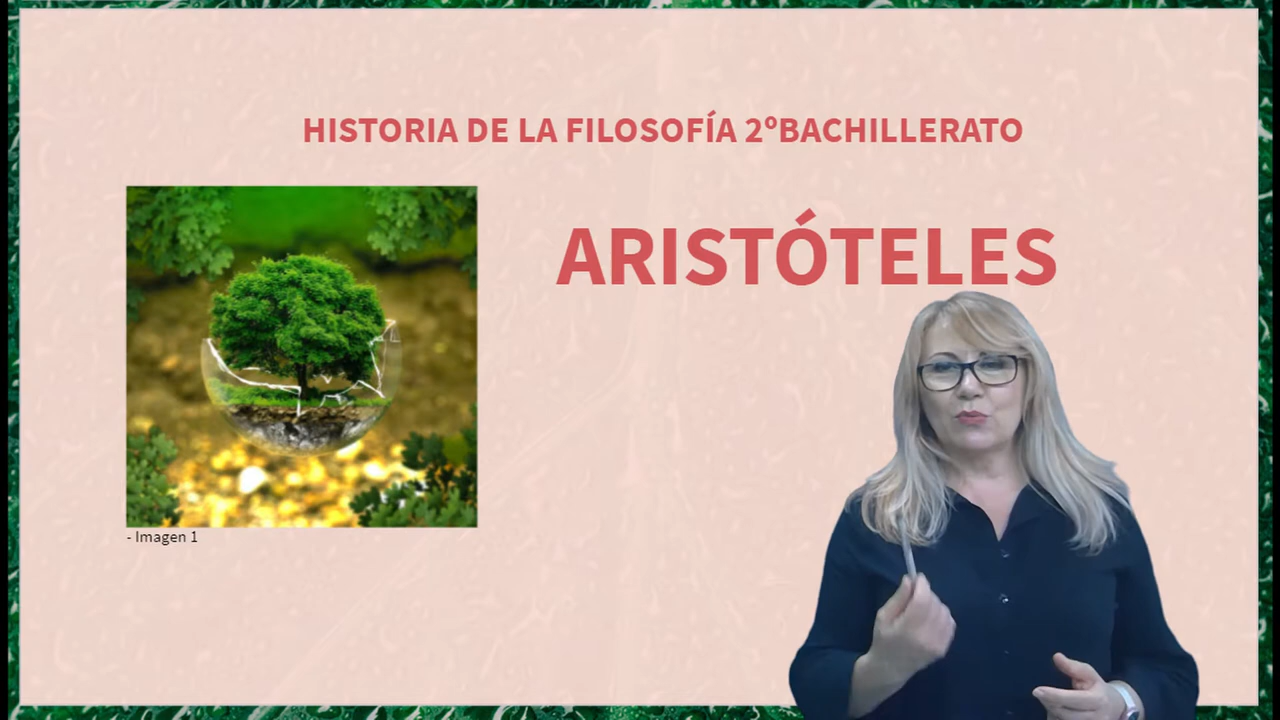 HISTORIA DE LA FILOSOFÍA 2ºBACHILLERATO
ARISTÓTELES
- Imagen 1